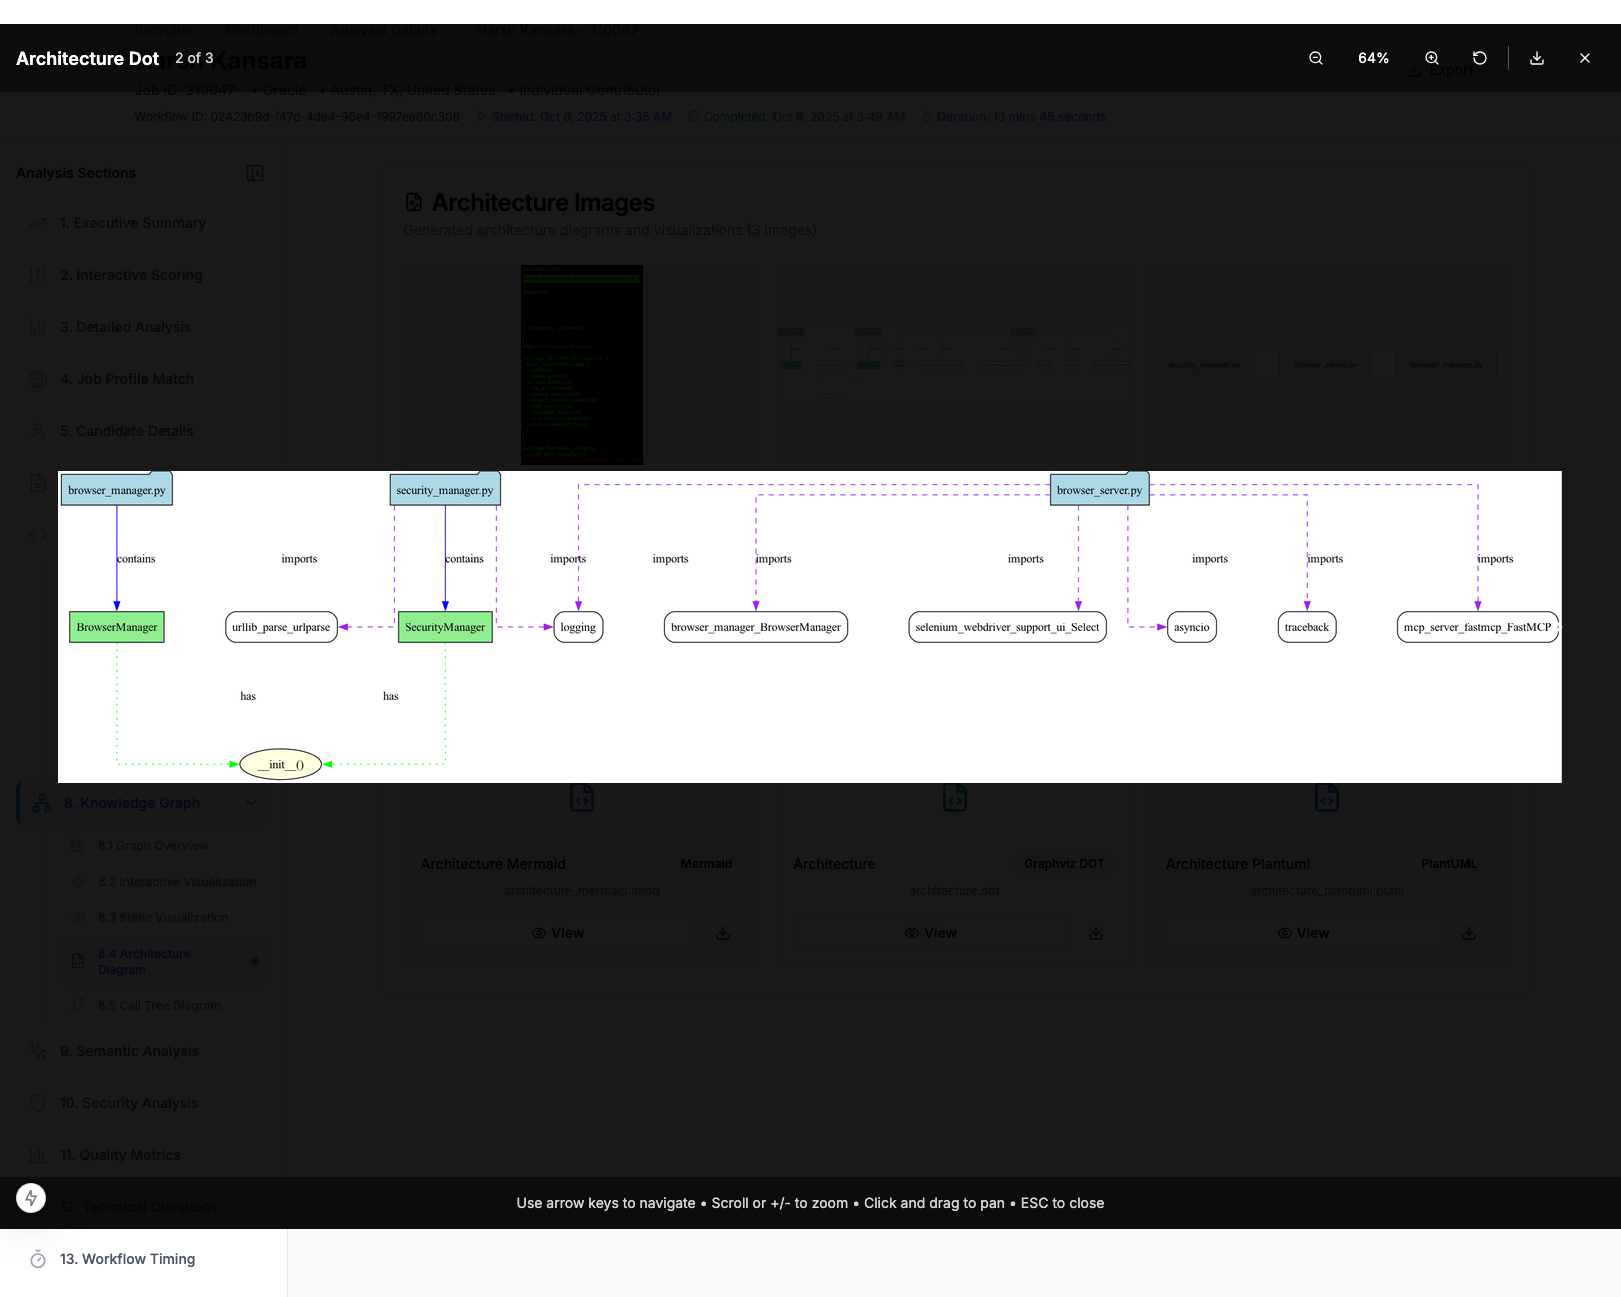 Recruiter Dashboard Analysis Details Harsh Kansara - 310047
Architecture Dot 2 of 3
64%
Harsh Kansara
Export
Job ID: 310047 • Oracle • Austin, TX, United States • Individual Contributor
Workflow ID: 02423b9d-f47d-4de4-96e4-1997ea80c308 Started: Oct 6, 2025 at 3:35 AM Completed: Oct 6, 2025 at 3:49 AM Duration: 13 mins 45 seconds
Analysis Sections
1. Executive Summary
2. Interactive Scoring
3. Detailed Analysis
4. Job Profile Match
5. Candidate Details
Architecture Images
Generated architecture diagrams and visualizations (3 images)
security_manager.py browser_server.py browser_manager.py
browser_manager.py security_manager.py browser_server.py
contains imports contains imports imports imports imports imports imports imports
BrowserManager urllib_parse_urlparse SecurityManager logging browser_manager_BrowserManager selenium_webdriver_support_ui_Select asyncio traceback mcp_server_fastmcp_FastMCP
has has
__init__()
8. Knowledge Graph
8.1 Graph Overview
8.2 Interactive Visualization
8.3 Static Visualization
8.4 Architecture
Diagram
8.5 Call Tree Diagram
9. Semantic Analysis
10. Security Analysis
11. Quality Metrics
12. Technical Questions
13. Workflow Timing
Architecture Mermaid Mermaid
architecture_mermaid.mmd
View
Architecture Graphviz DOT
architecture.dot
View
Architecture Plantuml PlantUML
architecture_plantuml.puml
View
Use arrow keys to navigate • Scroll or +/- to zoom • Click and drag to pan • ESC to close